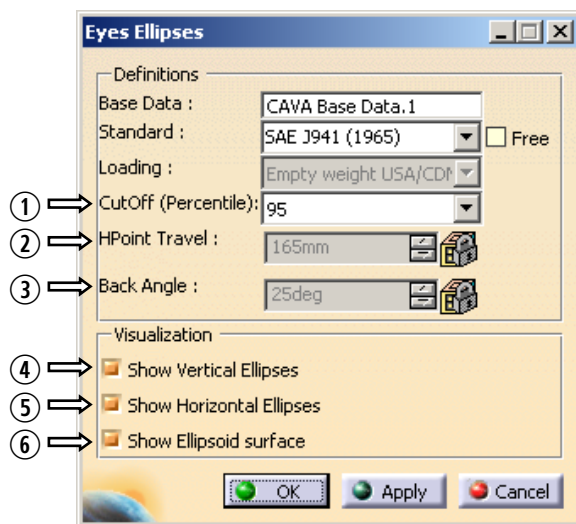 Eyes Ellipses
Definitions
Base Data : CAVA Base Data.1
Standard : SAE J941 (1965) Free
Loading : Empty weight USA/CDN
① CutOff (Percentile): 95
② HPoint Travel : 165mm
③ Back Angle : 25deg
Visualization
④ Show Vertical Ellipses
⑤ Show Horizontal Ellipses
⑥ Show Ellipsoid surface
OK Apply Cancel